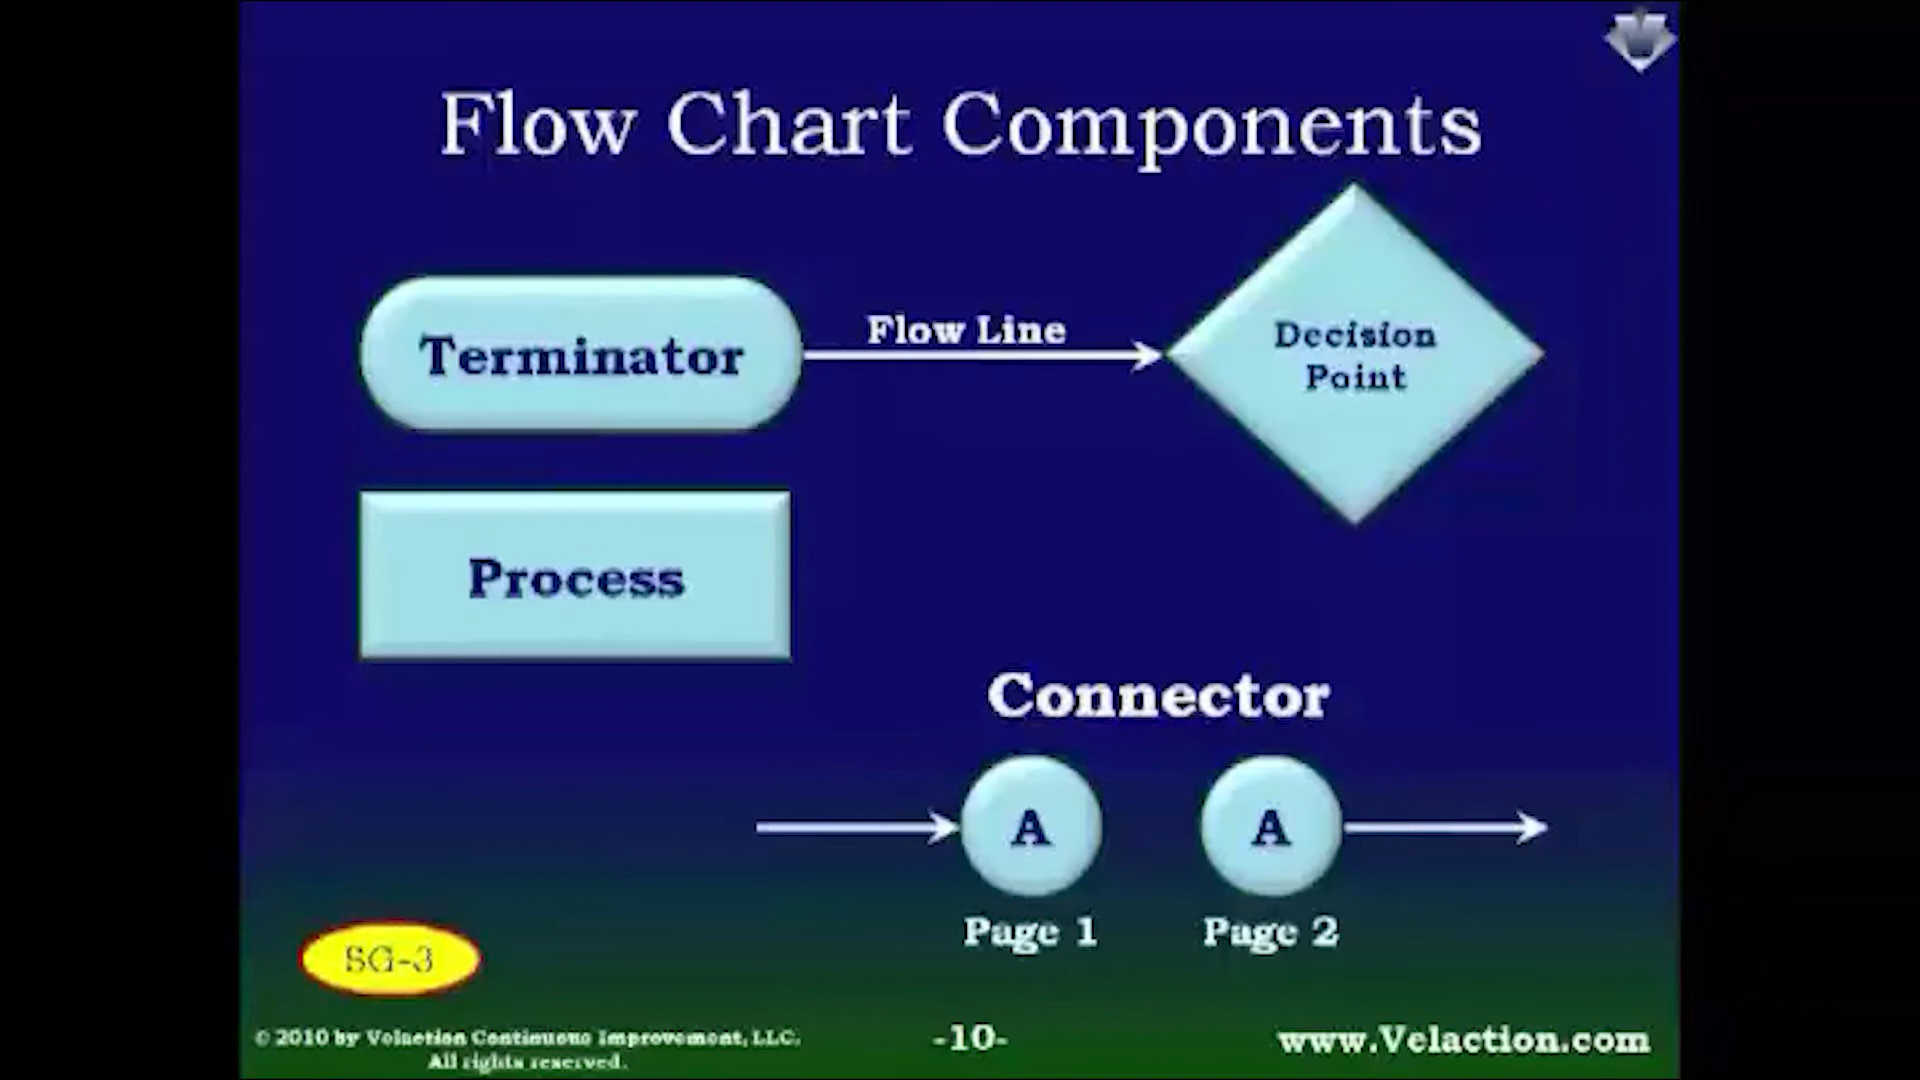 Flow Chart Components
Terminator
Flow Line
Decision
Point
Process
Connector
A
A
Page 1
Page 2
SG-3
© 2010 by Velaction Continuous Improvement, LLC.
All rights reserved.
-10-
www.Velaction.com